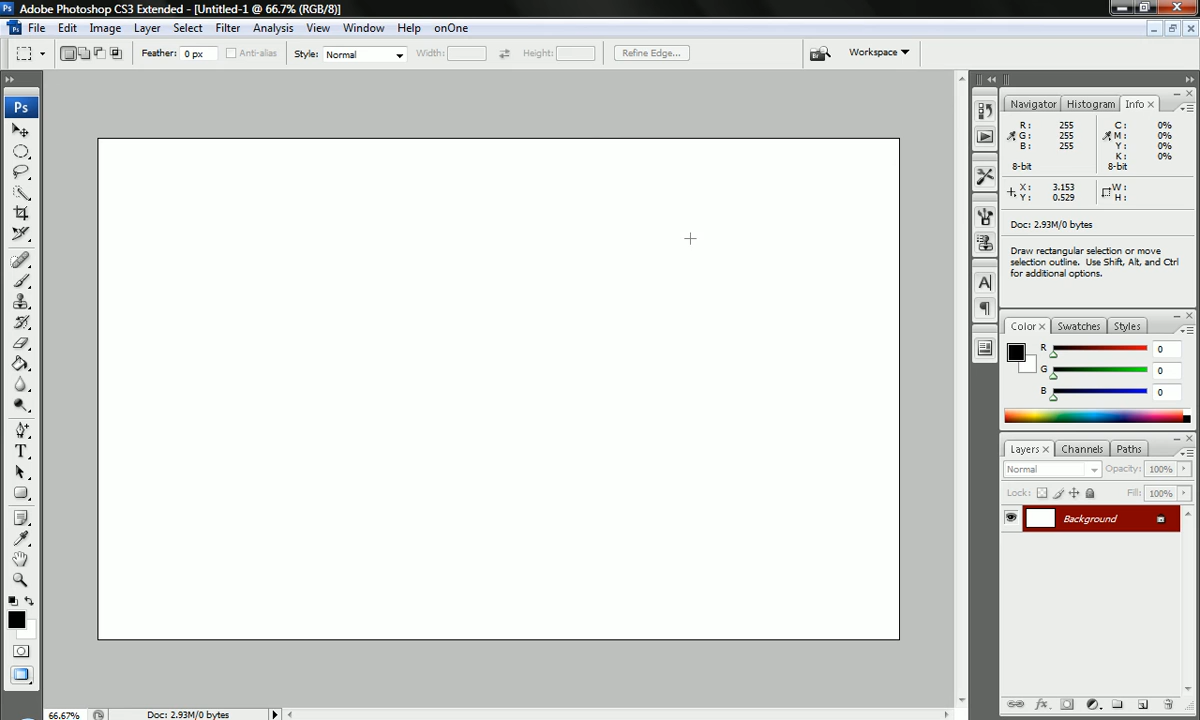 Ps Adobe Photoshop CS3 Extended - [Untitled-1 @ 66.7% (RGB/8)]
Ps File Edit Image Layer Select Filter Analysis View Window Help onOne
Feather: 0 px Anti-alias Style: Normal Width: Height: Refine Edge... Br Workspace
Ps
T
Navigator Histogram Info
R: 255 C: 0%
G: 255 M: 0%
B: 255 Y: 0%
K: 0%
8-bit 8-bit
X: 3.153 W:
Y: 0.529 H:
Doc: 2.93M/0 bytes
Draw rectangular selection or move
selection outline. Use Shift, Alt, and Ctrl
for additional options.
Color Swatches Styles
R 0
G 0
B 0
Layers Channels Paths
Normal Opacity: 100%
Lock: Fill: 100%
Background
66.67% Doc: 2.93M/0 bytes